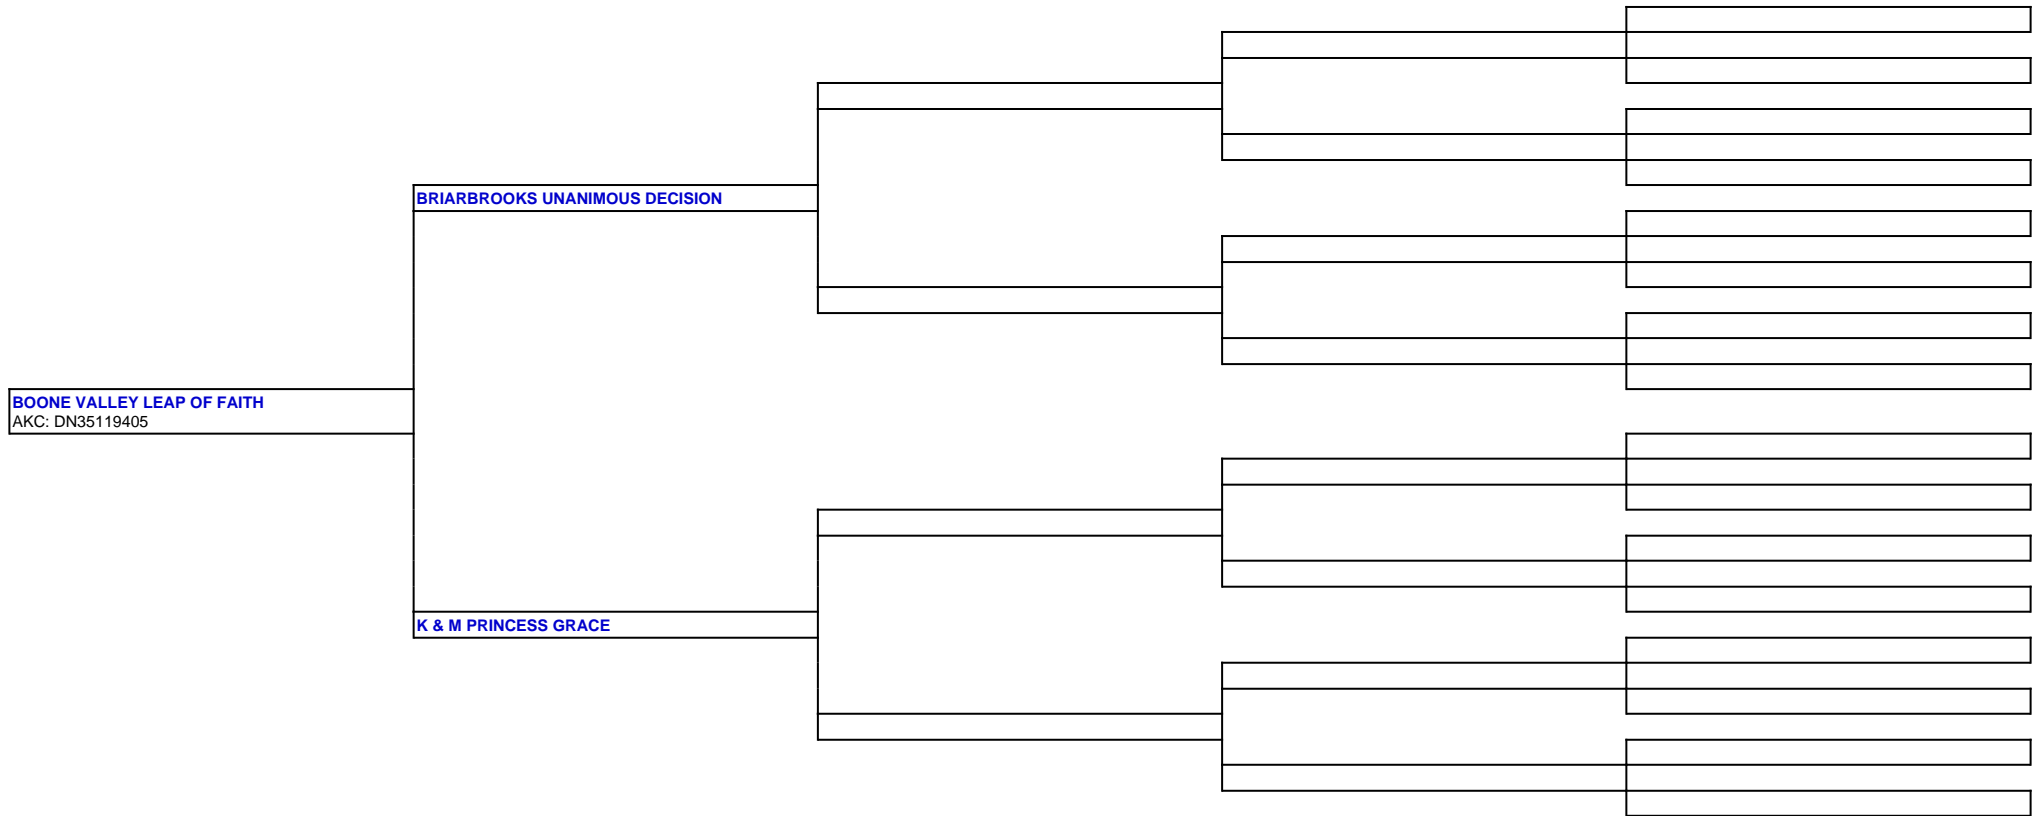 BRIARBROOKS UNANIMOUS DECISION
BOONE VALLEY LEAP OF FAITH
AKC: DN35119405
K & M PRINCESS GRACE